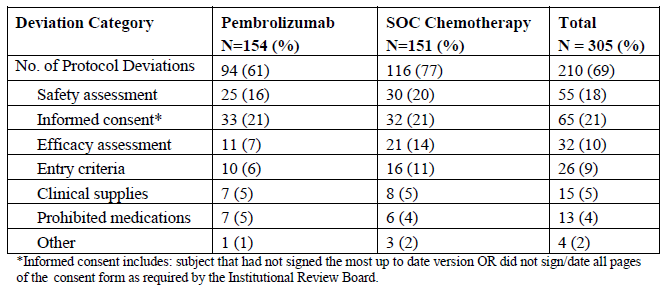 Deviation Category Pembrolizumab SOC Chemotherapy Total
N=154 (%) N=151 (%) N = 305 (%)
No. of Protocol Deviations 94 (61) 116 (77) 210 (69)
Safety assessment 25 (16) 30 (20) 55 (18)
Informed consent* 33 (21) 32 (21) 65 (21)
Efficacy assessment 11 (7) 21 (14) 32 (10)
Entry criteria 10 (6) 16 (11) 26 (9)
Clinical supplies 7 (5) 8 (5) 15 (5)
Prohibited medications 7 (5) 6 (4) 13 (4)
Other 1 (1) 3 (2) 4 (2)
*Informed consent includes: subject that had not signed the most up to date version OR did not sign/date all pages
of the consent form as required by the Institutional Review Board.